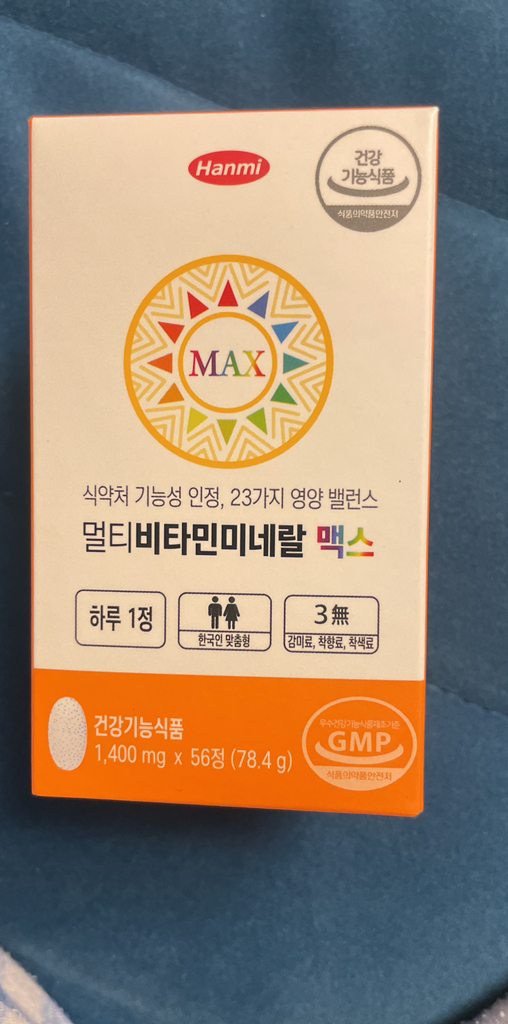 Hanmi
건강
기능식품
식품의약품안전처
MAX
식약처 기능성 인정, 23가지 영양 밸런스
멀티비타민미네랄 맥스
하루 1정
한국인 맞춤형
3無
감미료, 착향료, 착색료
건강기능식품
1,400 mg x 56정 (78.4 g)
우수건강기능식품제조기준
GMP
식품의약품안전처